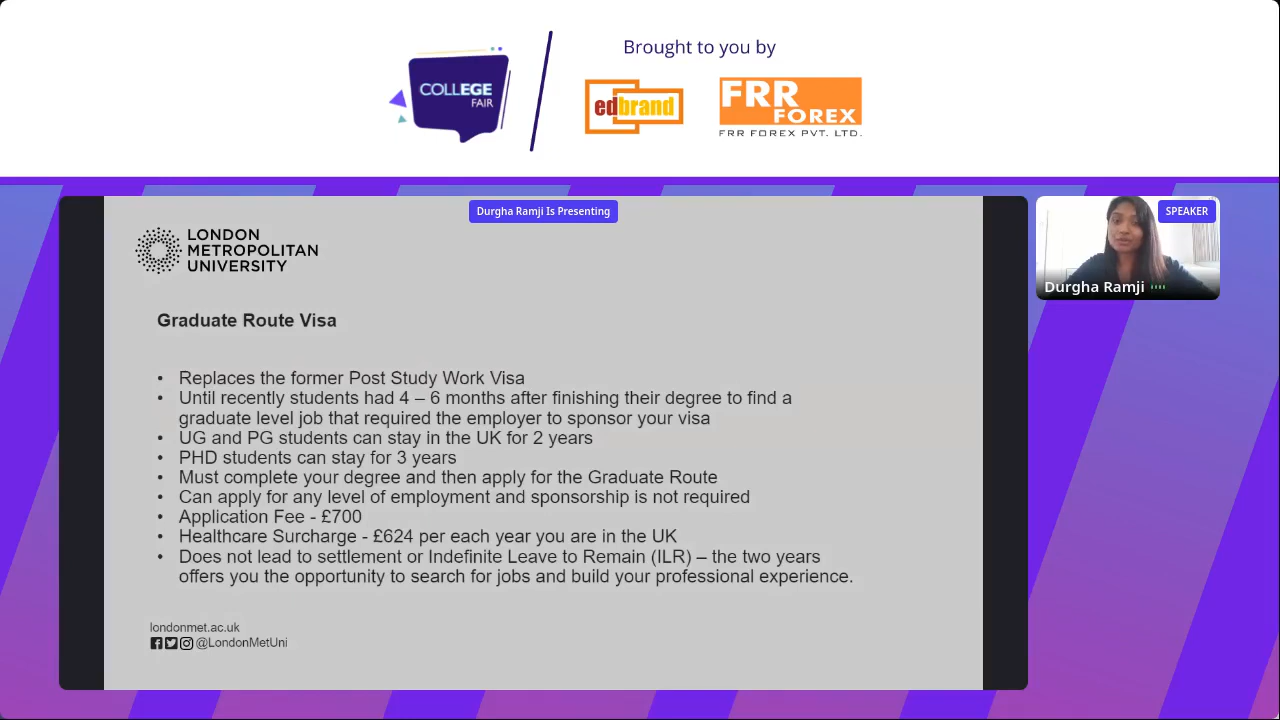 COLLEGE
FAIR
Brought to you by
edbrand
FRR
FOREX
FRR FOREX PVT. LTD.
Durgha Ramji Is Presenting
SPEAKER
Durgha Ramji
LONDON
METROPOLITAN
UNIVERSITY
Graduate Route Visa
• Replaces the former Post Study Work Visa
• Until recently students had 4 – 6 months after finishing their degree to find a
graduate level job that required the employer to sponsor your visa
• UG and PG students can stay in the UK for 2 years
• PHD students can stay for 3 years
• Must complete your degree and then apply for the Graduate Route
• Can apply for any level of employment and sponsorship is not required
• Application Fee - £700
• Healthcare Surcharge - £624 per each year you are in the UK
• Does not lead to settlement or Indefinite Leave to Remain (ILR) – the two years
offers you the opportunity to search for jobs and build your professional experience.
londonmet.ac.uk
@LondonMetUni